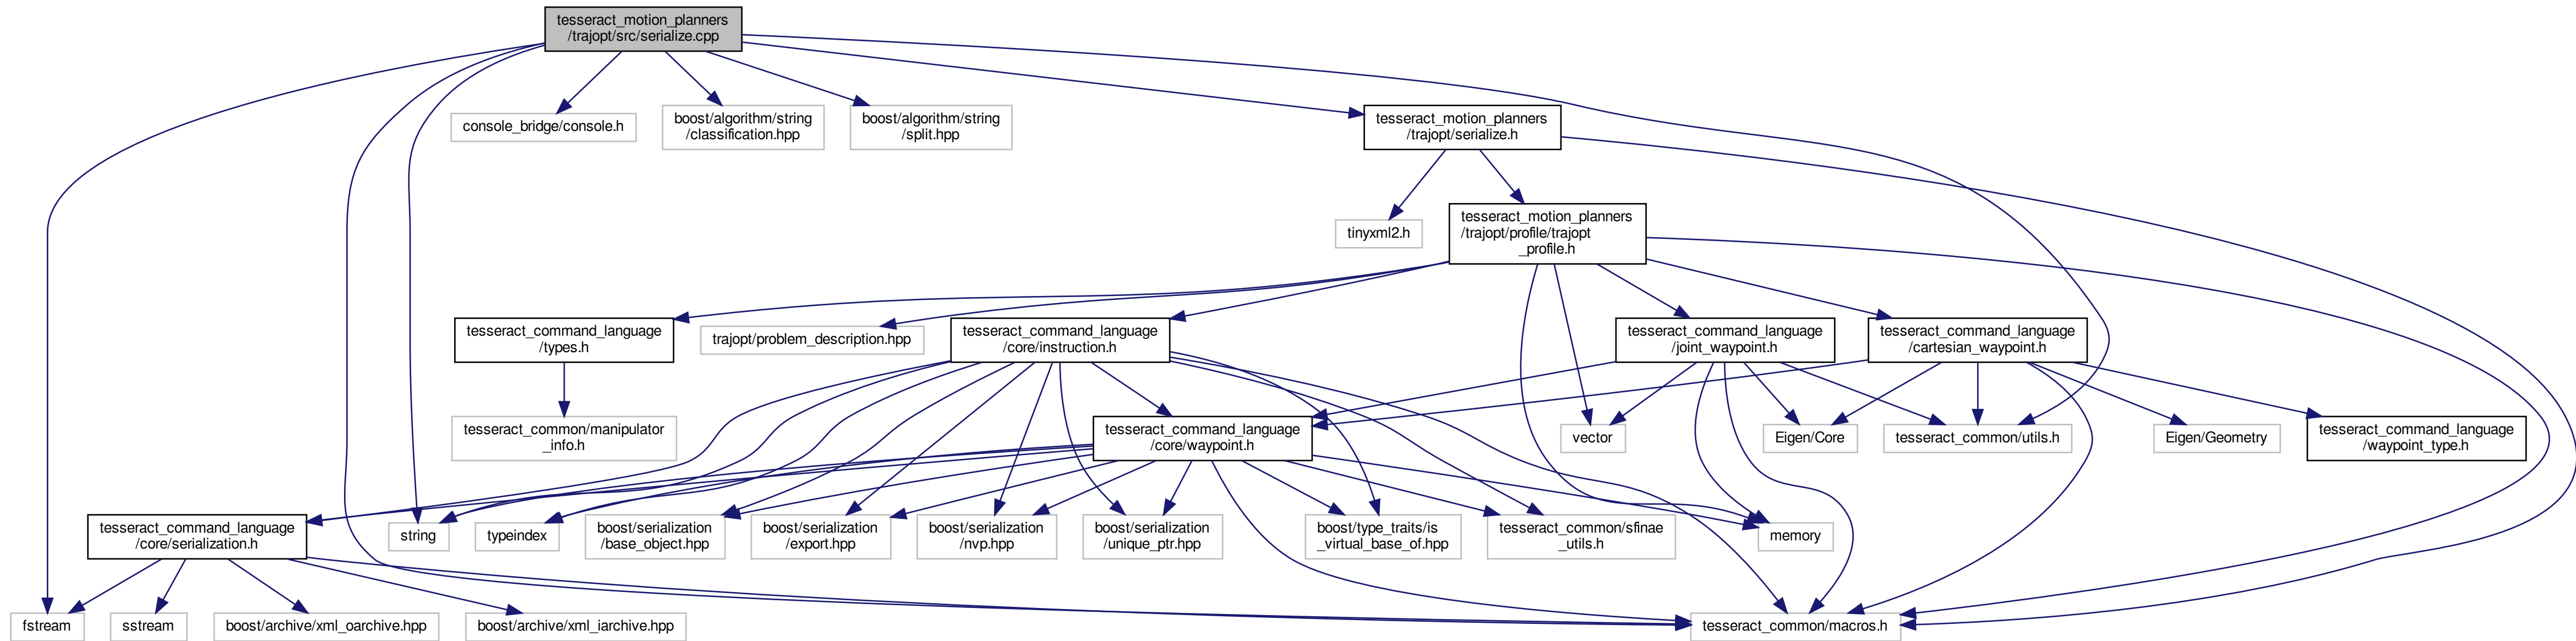 tesseract_motion_planners
/trajopt/src/serialize.cpp
console_bridge/console.h
boost/algorithm/string
/classification.hpp
boost/algorithm/string
/split.hpp
tesseract_motion_planners
/trajopt/serialize.h
tinyxml2.h
tesseract_motion_planners
/trajopt/profile/trajopt
_profile.h
tesseract_command_language
/types.h
trajopt/problem_description.hpp
tesseract_command_language
/core/instruction.h
tesseract_command_language
/joint_waypoint.h
tesseract_command_language
/cartesian_waypoint.h
tesseract_common/manipulator
_info.h
tesseract_command_language
/core/waypoint.h
vector
Eigen/Core
tesseract_common/utils.h
Eigen/Geometry
tesseract_command_language
/waypoint_type.h
tesseract_command_language
/core/serialization.h
string
typeindex
boost/serialization
/base_object.hpp
boost/serialization
/export.hpp
boost/serialization
/nvp.hpp
boost/serialization
/unique_ptr.hpp
boost/type_traits/is
_virtual_base_of.hpp
tesseract_common/sfinae
_utils.h
memory
fstream
sstream
boost/archive/xml_oarchive.hpp
boost/archive/xml_iarchive.hpp
tesseract_common/macros.h